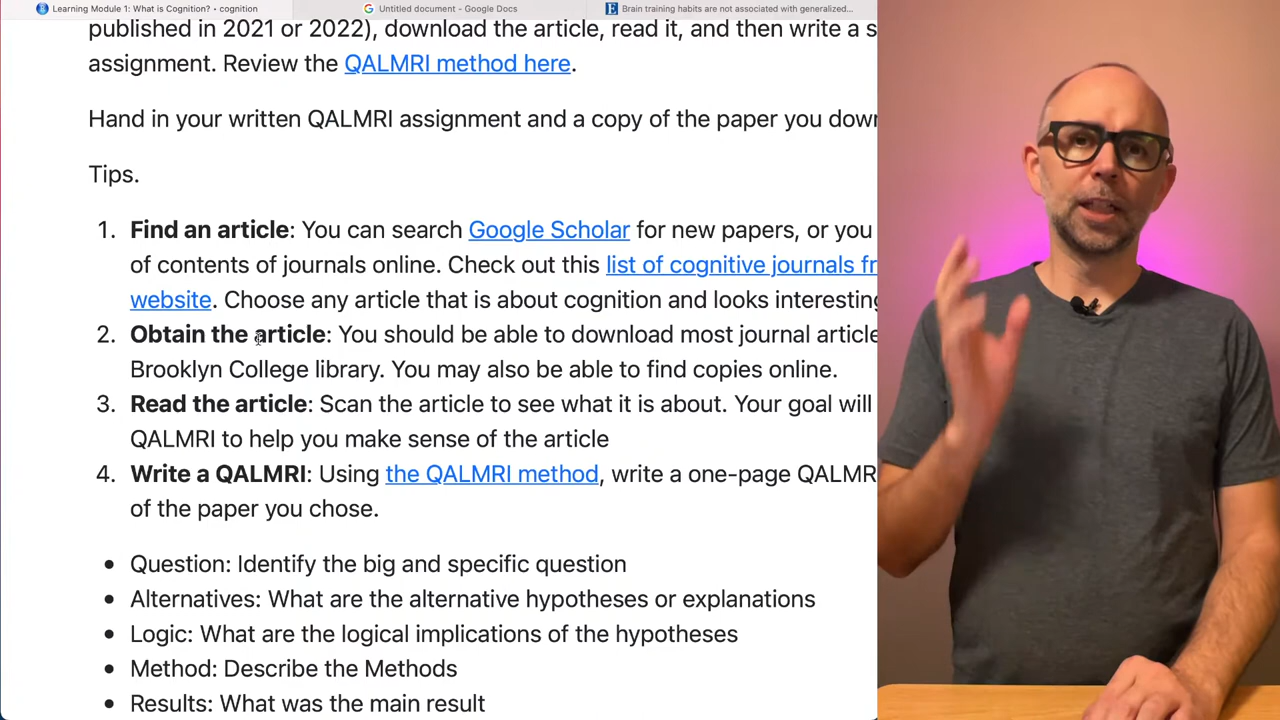 Learning Module 1: What is Cognition? • cognition
Untitled document - Google Docs
Brain training habits are not associated with generalized...
published in 2021 or 2022), download the article, read it, and then write a s
assignment. Review the QALMRI method here.
Hand in your written QALMRI assignment and a copy of the paper you dow
Tips.
1. Find an article: You can search Google Scholar for new papers, or you
of contents of journals online. Check out this list of cognitive journals fr
website. Choose any article that is about cognition and looks interesting
2. Obtain the article: You should be able to download most journal article
Brooklyn College library. You may also be able to find copies online.
3. Read the article: Scan the article to see what it is about. Your goal will
QALMRI to help you make sense of the article
4. Write a QALMRI: Using the QALMRI method, write a one-page QALMR
of the paper you chose.
• Question: Identify the big and specific question
• Alternatives: What are the alternative hypotheses or explanations
• Logic: What are the logical implications of the hypotheses
• Method: Describe the Methods
• Results: What was the main result